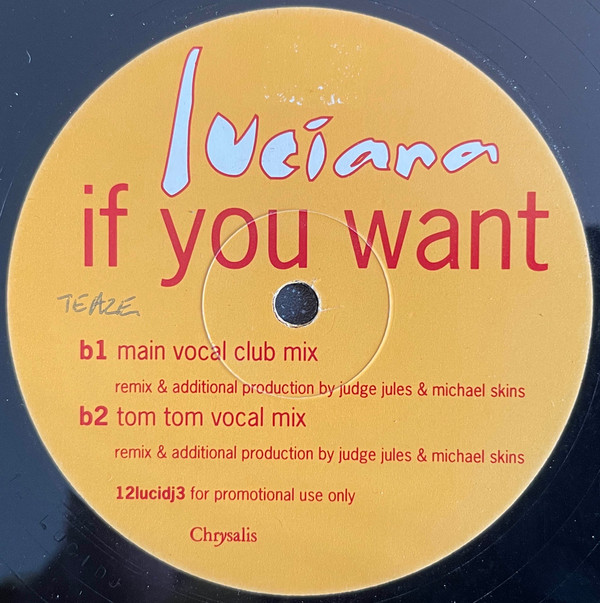 luciana
if you want
TEAZE
b1 main vocal club mix
remix & additional production by judge jules & michael skins
b2 tom tom vocal mix
remix & additional production by judge jules & michael skins
12lucidj3 for promotional use only
Chrysalis